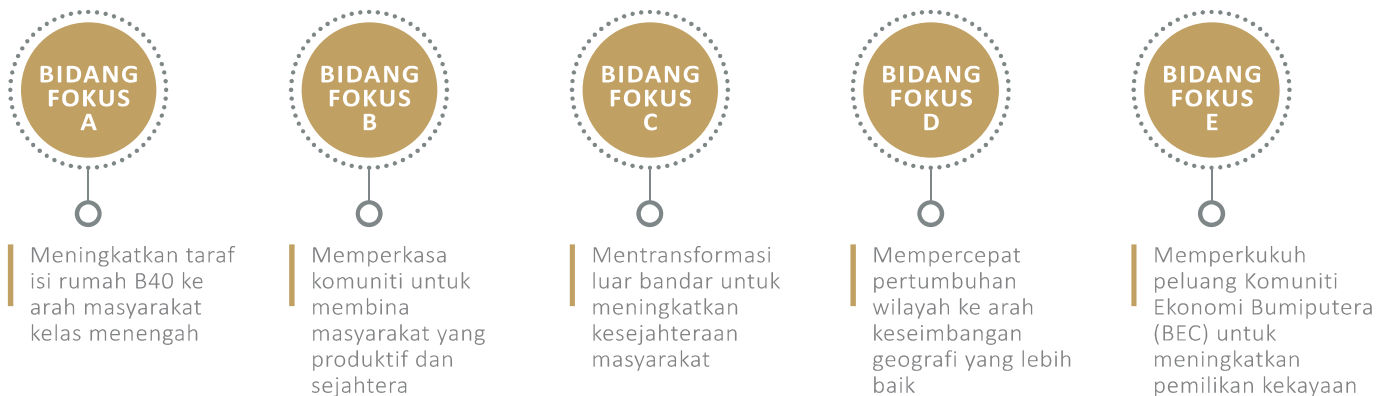 BIDANG
FOKUS
A
Meningkatkan taraf
isi rumah B40 ke
arah masyarakat
kelas menengah
BIDANG
FOKUS
B
Memperkasa
komuniti untuk
membina
masyarakat yang
produktif dan
sejahtera
BIDANG
FOKUS
C
Mentransformasi
luar bandar untuk
meningkatkan
kesejahteraan
masyarakat
BIDANG
FOKUS
D
Mempercepat
pertumbuhan
wilayah ke arah
keseimbangan
geografi yang lebih
baik
BIDANG
FOKUS
E
Memperkukuh
peluang Komuniti
Ekonomi Bumiputera
(BEC) untuk
meningkatkan
pemilikan kekayaan